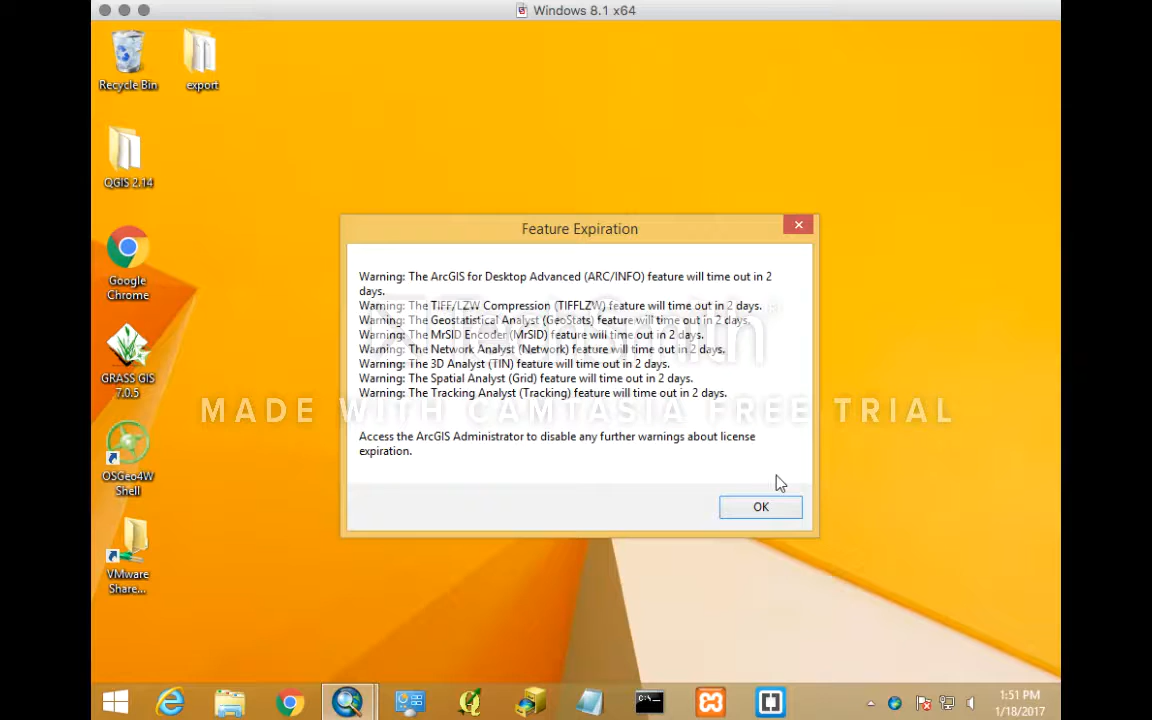 Windows 8.1 x64
Recycle Bin
export
QGIS 2.14
Google
Chrome
GRASS GIS
7.0.5
OSGeo4W
Shell
VMware
Share...
Feature Expiration
Warning: The ArcGIS for Desktop Advanced (ARC/INFO) feature will time out in 2
days.
Warning: The TIFF/LZW Compression (TIFFLZW) feature will time out in 2 days.
Warning: The Geostatistical Analyst (GeoStats) feature will time out in 2 days.
Warning: The MrSID Encoder (MrSID) feature will time out in 2 days.
Warning: The Network Analyst (Network) feature will time out in 2 days.
Warning: The 3D Analyst (TIN) feature will time out in 2 days.
Warning: The Spatial Analyst (Grid) feature will time out in 2 days.
Warning: The Tracking Analyst (Tracking) feature will time out in 2 days.
MADE WITH CAMTASIA FREE TRIAL
Access the ArcGIS Administrator to disable any further warnings about license
expiration.
OK
1:51 PM
1/18/2017